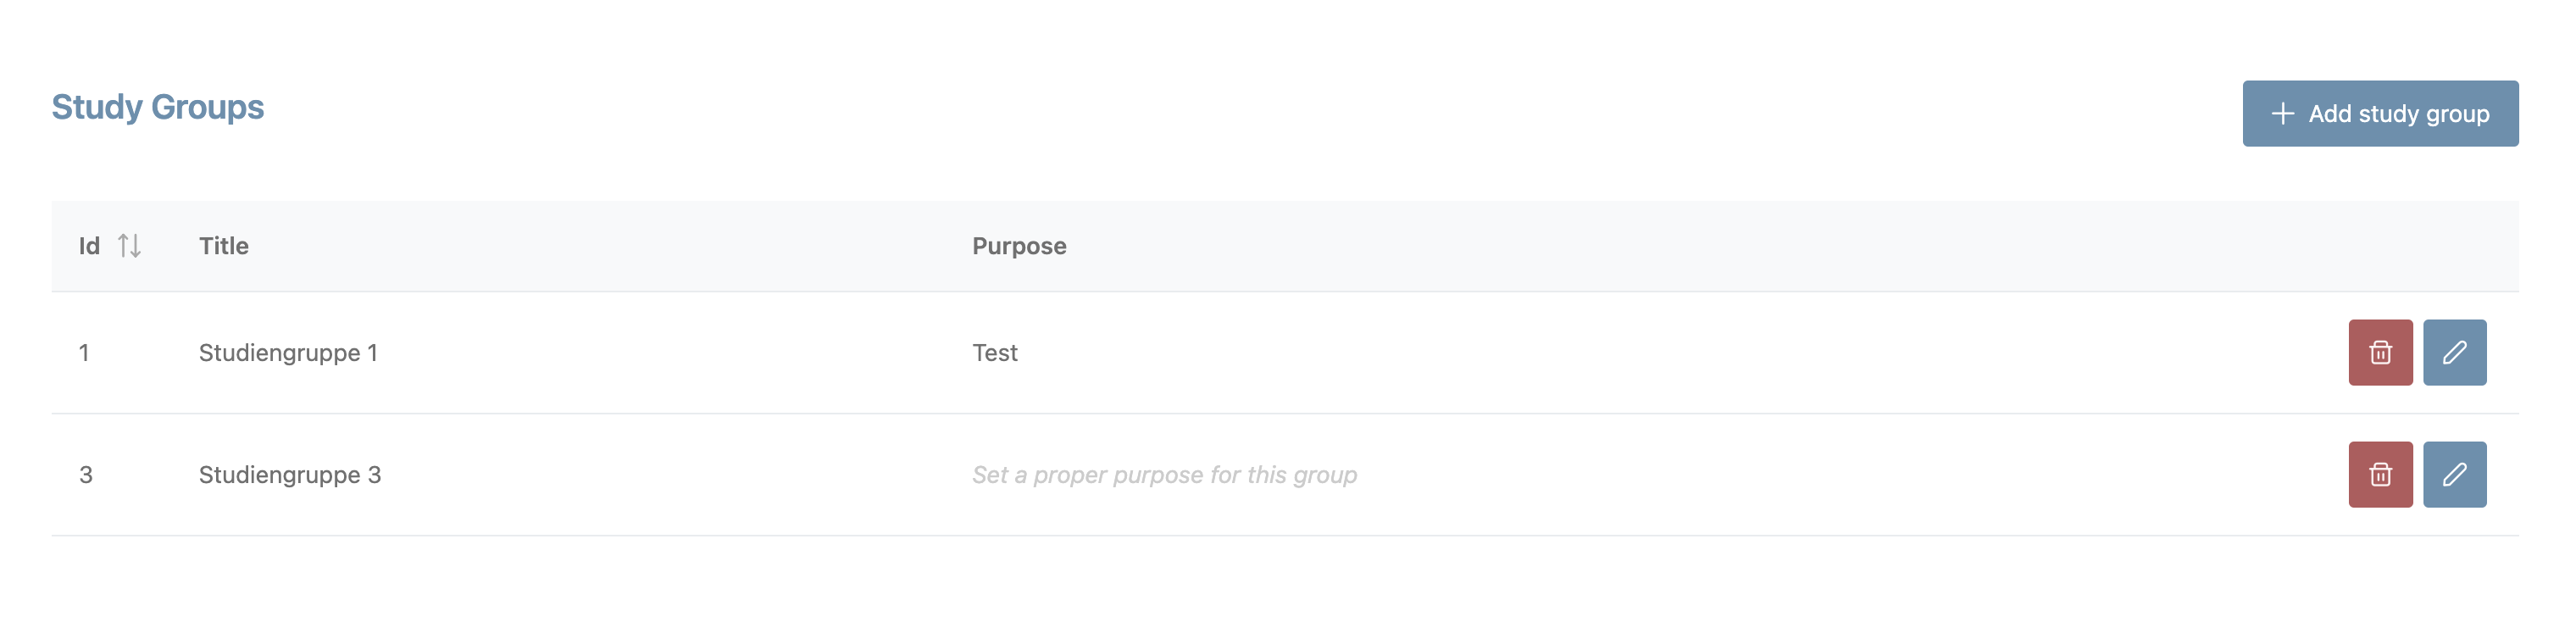 Study Groups
Add study group
Id Title Purpose
1 Studiengruppe 1 Test
3 Studiengruppe 3 Set a proper purpose for this group